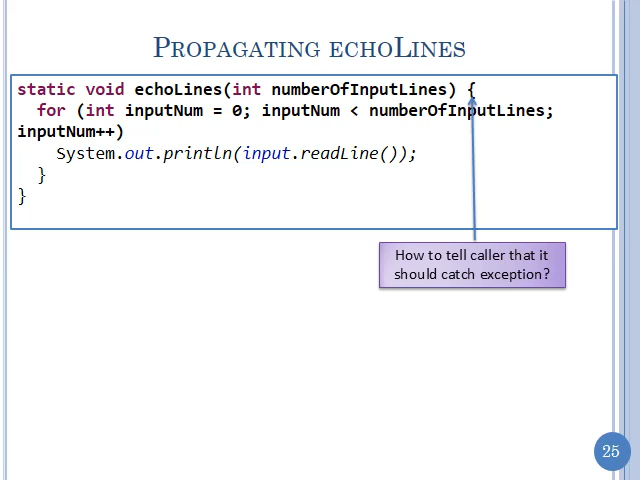 PROPAGATING ECHOLINES
static void echoLines(int numberOfInputLines) {
for (int inputNum = 0; inputNum < numberOfInputLines;
inputNum++)
System.out.println(input.readLine());
}
}
How to tell caller that it
should catch exception?
25